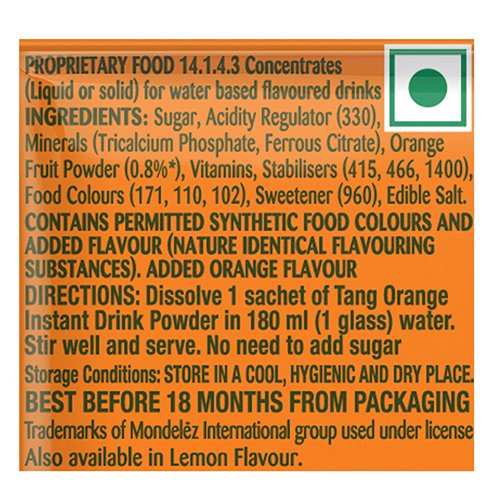 PROPRIETARY FOOD 14.1.4.3 Concentrates
(Liquid or solid) for water based flavoured drinks
INGREDIENTS: Sugar, Acidity Regulator (330),
Minerals (Tricalcium Phosphate, Ferrous Citrate), Orange
Fruit Powder (0.8%*), Vitamins, Stabilisers (415, 466, 1400),
Food Colours (171, 110, 102), Sweetener (960), Edible Salt.
CONTAINS PERMITTED SYNTHETIC FOOD COLOURS AND
ADDED FLAVOUR (NATURE IDENTICAL FLAVOURING
SUBSTANCES). ADDED ORANGE FLAVOUR
DIRECTIONS: Dissolve 1 sachet of Tang Orange
Instant Drink Powder in 180 ml (1 glass) water.
Stir well and serve. No need to add sugar
Storage Conditions: STORE IN A COOL, HYGIENIC AND DRY PLACE.
BEST BEFORE 18 MONTHS FROM PACKAGING
Trademarks of Mondelēz International group used under license
Also available in Lemon Flavour.